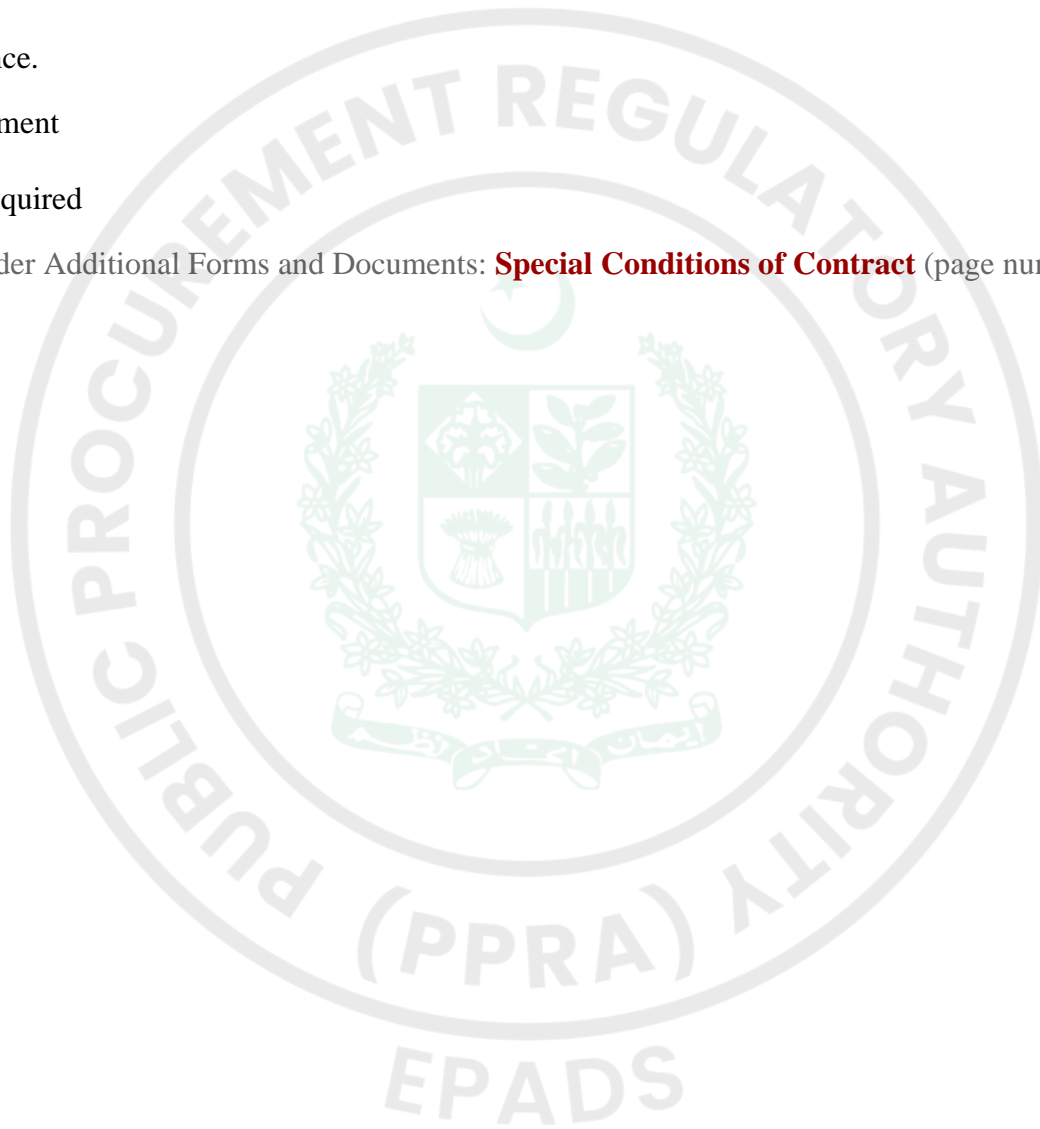 nce.
ment
quired
der Additional Forms and Documents: Special Conditions of Contract (page nu
PUBLIC PROCUREMENT REGULATORY AUTHORITY
(PPRA)
EPADS